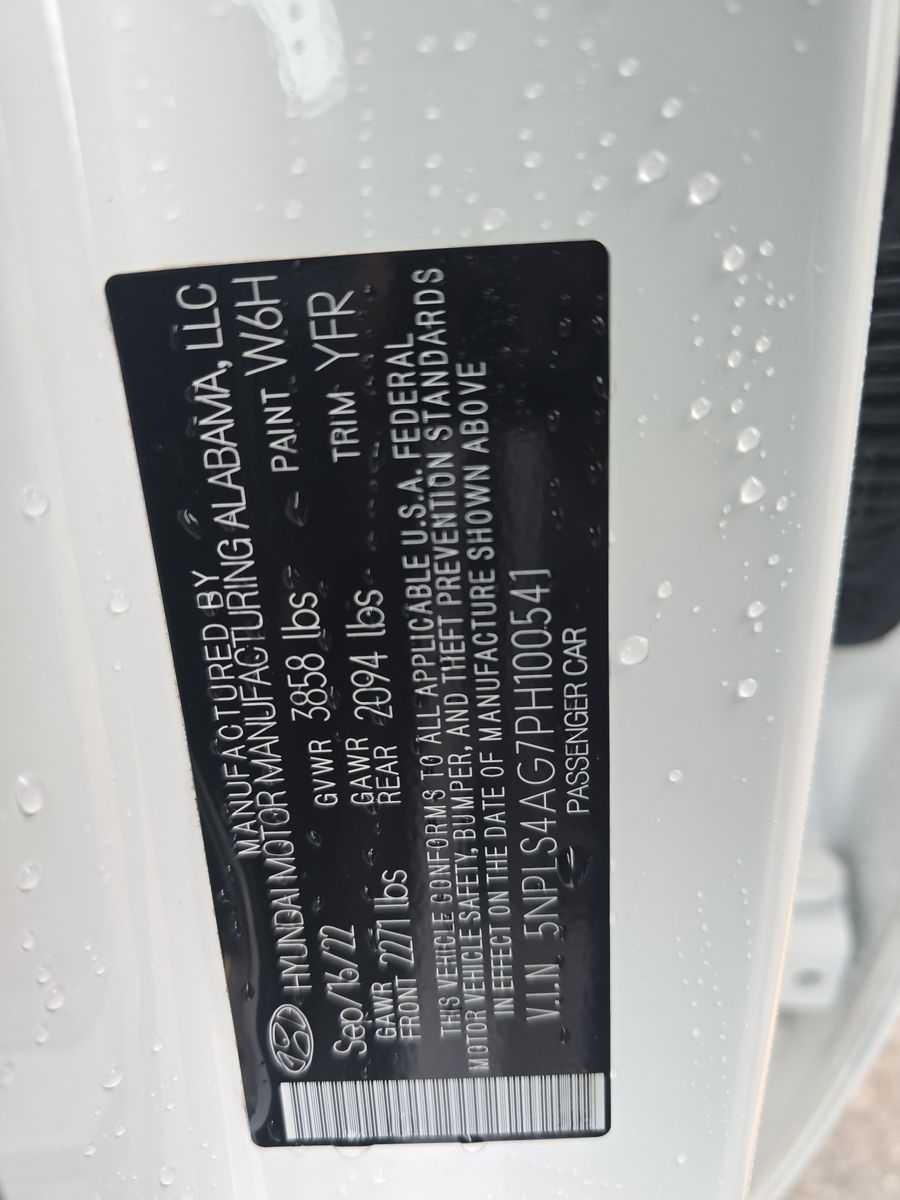 MANUFACTURED BY
HYUNDAI MOTOR MANUFACTURING ALABAMA, LLC
Sep/16/22 GVWR 3858 lbs PAINT W6H
GAWR FRONT 2271 lbs GAWR REAR 2094 lbs TRIM YFR
THIS VEHICLE CONFORMS TO ALL APPLICABLE U.S.A. FEDERAL
MOTOR VEHICLE SAFETY, BUMPER, AND THEFT PREVENTION STANDARDS
IN EFFECT ON THE DATE OF MANUFACTURE SHOWN ABOVE
V.I.N 5NPLS4AG7PH100541
PASSENGER CAR